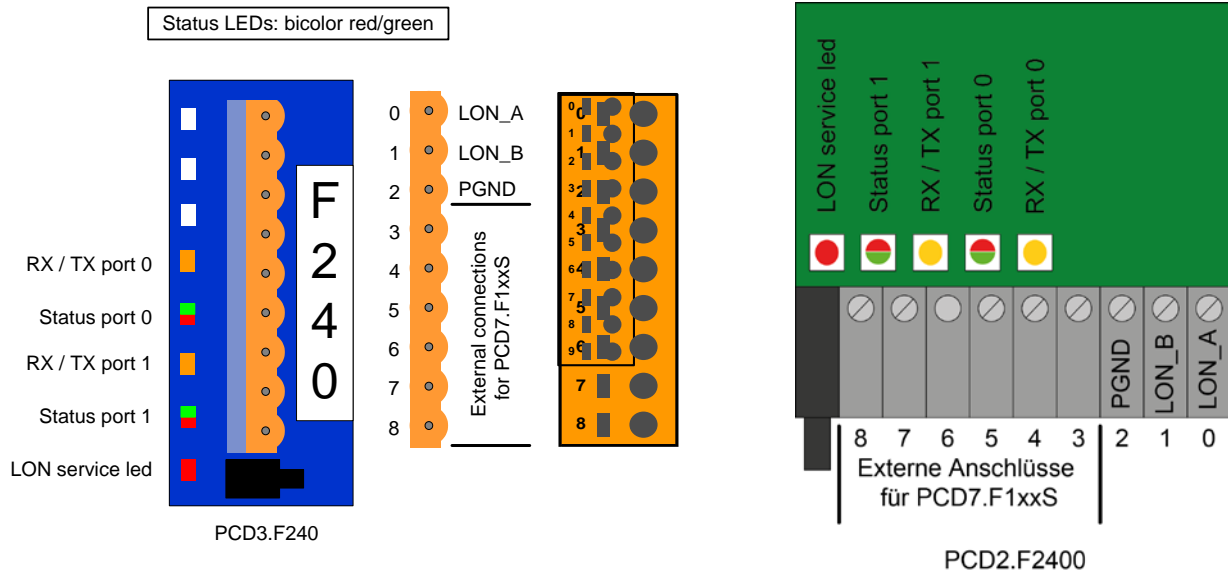 Status LEDs: bicolor red/green
RX / TX port 0
Status port 0
RX / TX port 1
Status port 1
LON service led
F
2
4
0
PCD3.F240
0 LON_A
1 LON_B
2 PGND
3
4
5
6
7
8
External connections
for PCD7.F1xxS
0
1
2
3
4
5
6
7
8
9
0
1
2
3
4
5
6
7
8
LON service led
Status port 1
RX / TX port 1
Status port 0
RX / TX port 0
PGND
LON_B
LON_A
8 7 6 5 4 3 2 1 0
Externe Anschlüsse
für PCD7.F1xxS
PCD2.F2400